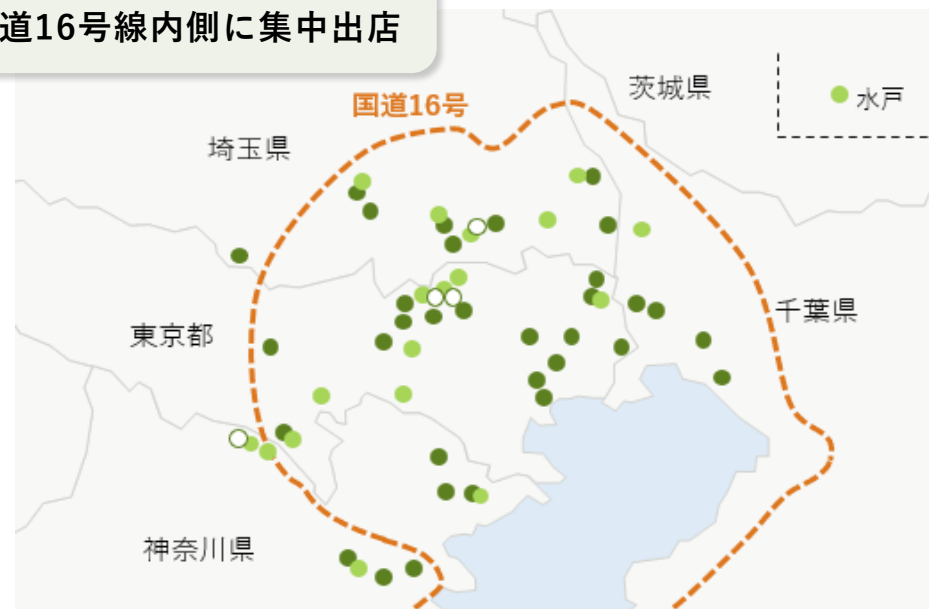 道16号線内側に集中出店
国道16号
茨城県
水戸
埼玉県
千葉県
東京都
神奈川県